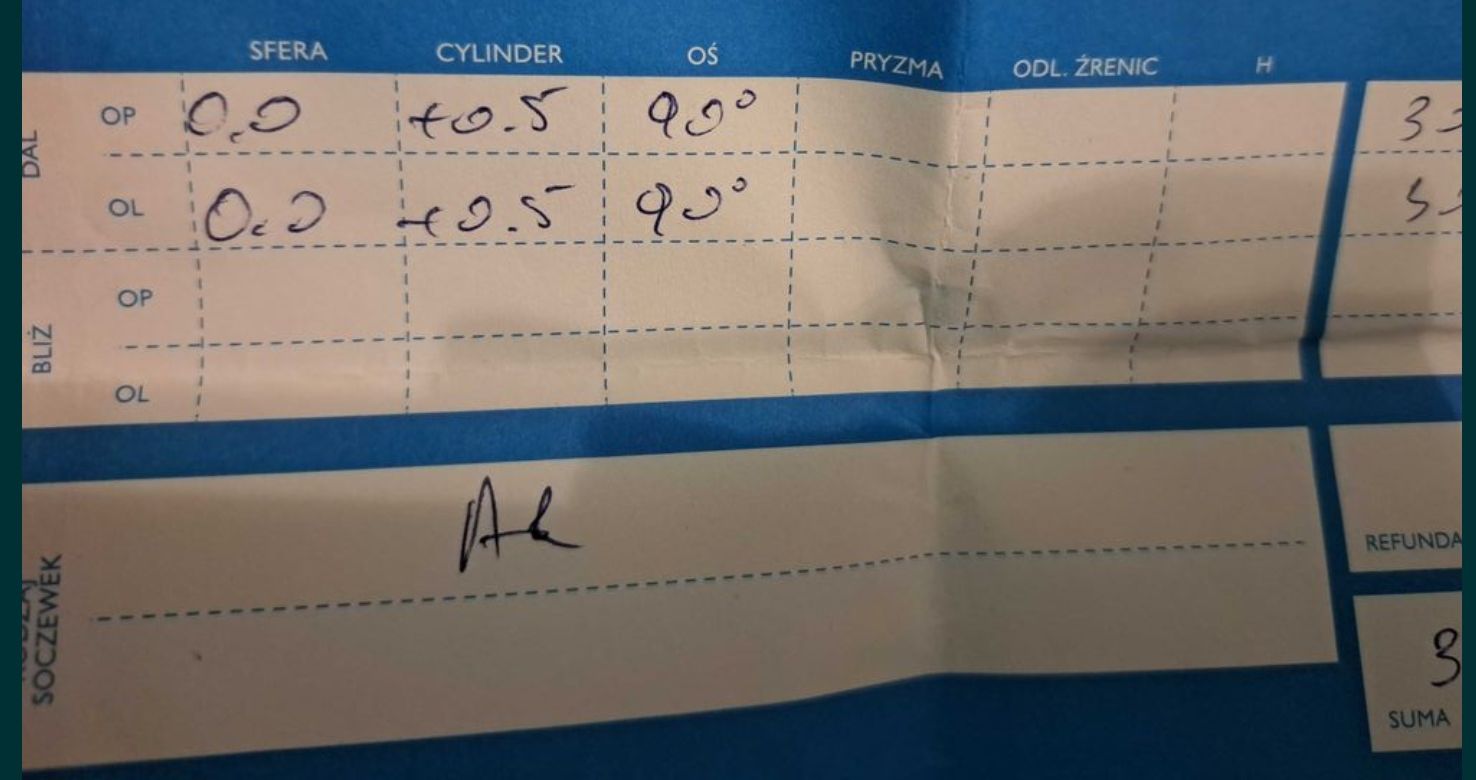 SFERA CYLINDER OŚ PRYZMA ODL. ŹRENIC H
DAL
OP 0.0 +0.5 90°
OL 0.0 +0.5 90°
BLIŻ
OP
OL
SOCZEWEK
REFUNDA
3
SUMA